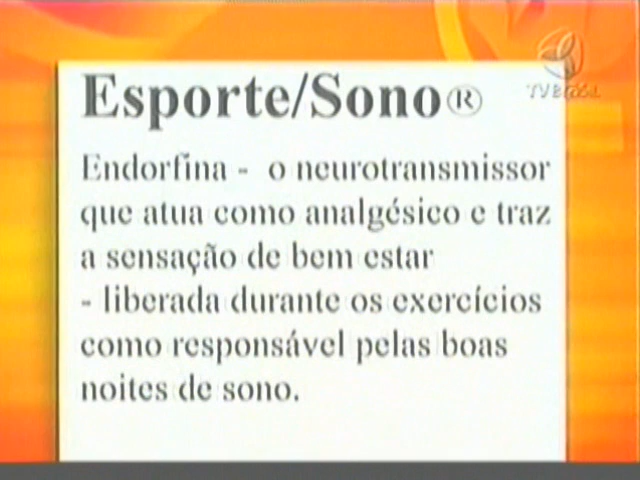 TVBrasil
Esporte/Sono®
Endorfina - o neurotransmissor
que atua como analgésico e traz
a sensação de bem estar
- liberada durante os exercícios
como responsável pelas boas
noites de sono.